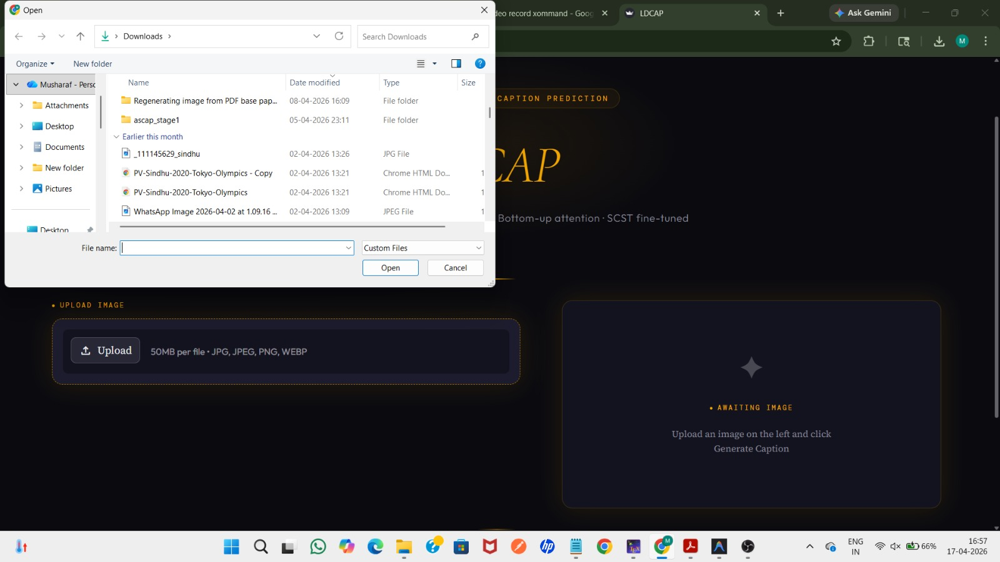 Open
deo record xommand - Goog
LDCAP
Ask Gemini
Downloads
Search Downloads
M
Organize
New folder
Name
Date modified
Type
Size
Musharaf - Perso
Attachments
Desktop
Documents
New folder
Pictures
Desktop
Regenerating image from PDF base pap... 08-04-2026 16:09 File folder
ascap_stage1 05-04-2026 23:11 File folder
Earlier this month
_111145629_sindhu 02-04-2026 13:26 JPG File
PV-Sindhu-2020-Tokyo-Olympics - Copy 02-04-2026 13:21 Chrome HTML Do... 1
PV-Sindhu-2020-Tokyo-Olympics 02-04-2026 13:21 Chrome HTML Do... 1
WhatsApp Image 2026-04-02 at 1.09.16 ... 02-04-2026 13:09 JPEG File 1
File name:
Custom Files
Open
Cancel
CAPTION PREDICTION
CAP
Bottom-up attention · SCST fine-tuned
• UPLOAD IMAGE
Upload
50MB per file • JPG, JPEG, PNG, WEBP
• AWAITING IMAGE
Upload an image on the left and click
Generate Caption
ENG
IN
66%
16:57
17-04-2026